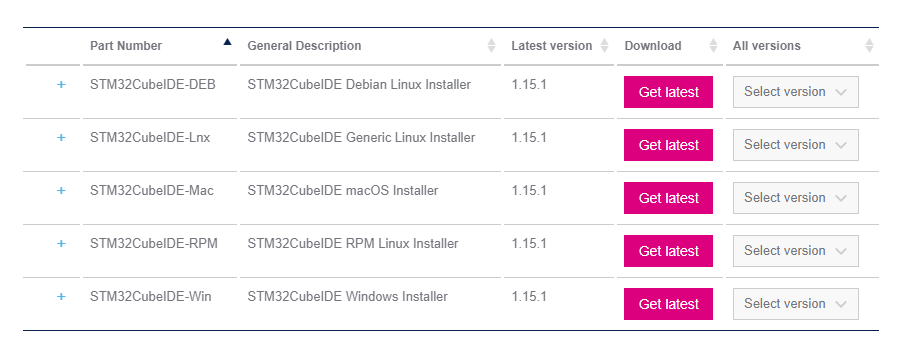 Part Number General Description Latest version Download All versions
+ STM32CubeIDE-DEB STM32CubeIDE Debian Linux Installer 1.15.1 Get latest Select version
+ STM32CubeIDE-Lnx STM32CubeIDE Generic Linux Installer 1.15.1 Get latest Select version
+ STM32CubeIDE-Mac STM32CubeIDE macOS Installer 1.15.1 Get latest Select version
+ STM32CubeIDE-RPM STM32CubeIDE RPM Linux Installer 1.15.1 Get latest Select version
+ STM32CubeIDE-Win STM32CubeIDE Windows Installer 1.15.1 Get latest Select version